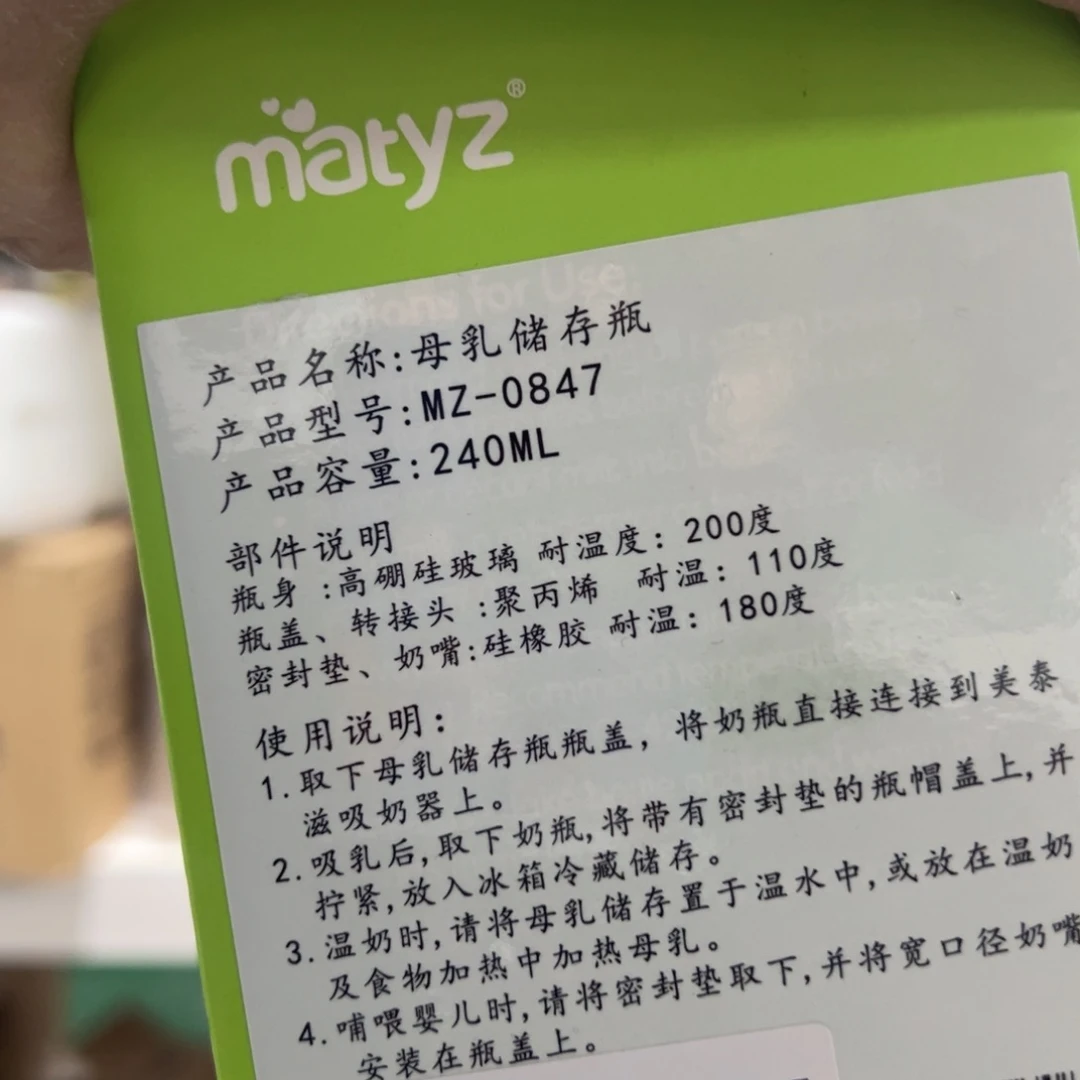 matyz®
Directions for Use:
产品名称:母乳储存瓶
产品型号:MZ-0847
产品容量:240ML
部件说明
瓶身 :高硼硅玻璃 耐温度: 200度
瓶盖、转接头 :聚丙烯 耐温: 110度
密封垫、奶嘴:硅橡胶 耐温: 180度
使用说明:
1.取下母乳储存瓶瓶盖，将奶瓶直接连接到美泰
滋吸奶器上。
2.吸乳后,取下奶瓶,将带有密封垫的瓶帽盖上,并
拧紧,放入冰箱冷藏储存。
3.温奶时,请将母乳储存置于温水中,或放在温奶
及食物加热中加热母乳。
4.哺喂婴儿时,请将密封垫取下,并将宽口径奶嘴
安装在瓶盖上。